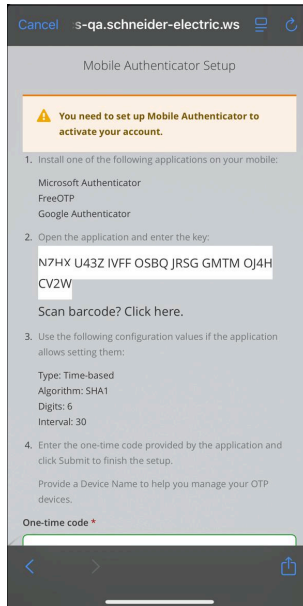 Cancel s-qa.schneider-electric.ws
Mobile Authenticator Setup
You need to set up Mobile Authenticator to
activate your account.
1. Install one of the following applications on your mobile:
Microsoft Authenticator
FreeOTP
Google Authenticator
2. Open the application and enter the key:
N7HX U43Z IVFF OSBQ JRSG GMTM OJ4H
CV2W
Scan barcode? Click here.
3. Use the following configuration values if the application
allows setting them:
Type: Time-based
Algorithm: SHA1
Digits: 6
Interval: 30
4. Enter the one-time code provided by the application and
click Submit to finish the setup.
Provide a Device Name to help you manage your OTP
devices.
One-time code *